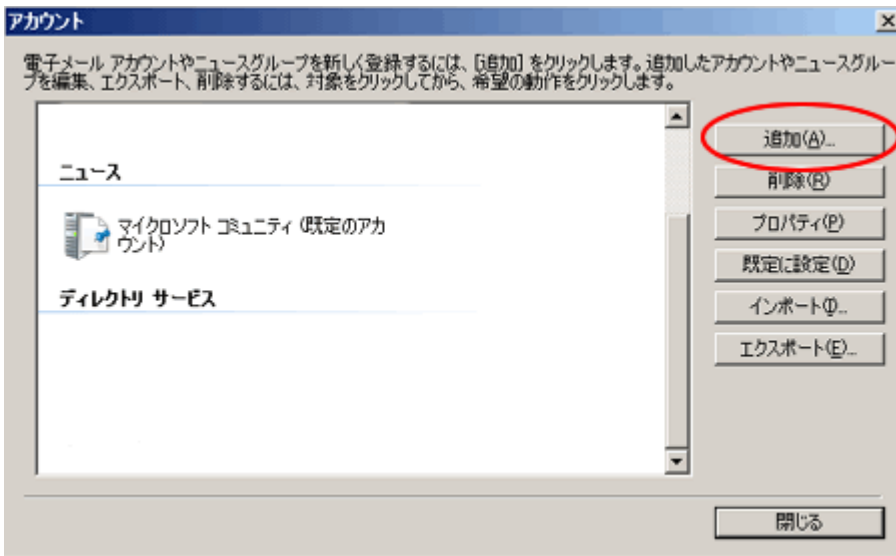 アカウント
電子メール アカウントやニュースグループを新しく登録するには、[追加] をクリックします。追加したアカウントやニュースグルー
プを編集、エクスポート、削除するには、対象をクリックしてから、希望の動作をクリックします。
ニュース
マイクロソフト コミュニティ (既定のアカ
ウント)
ディレクトリ サービス
追加(A)...
削除(R)
プロパティ(P)
既定に設定(D)
インポート(I)...
エクスポート(E)...
閉じる